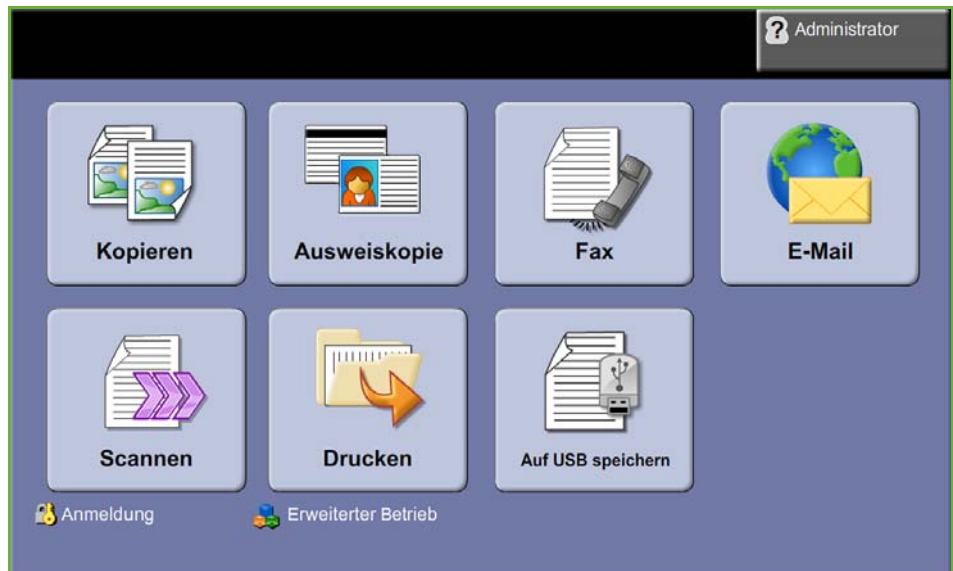 Administrator
Kopieren
Ausweiskopie
Fax
E-Mail
Scannen
Drucken
Auf USB speichern
Anmeldung
Erweiterter Betrieb